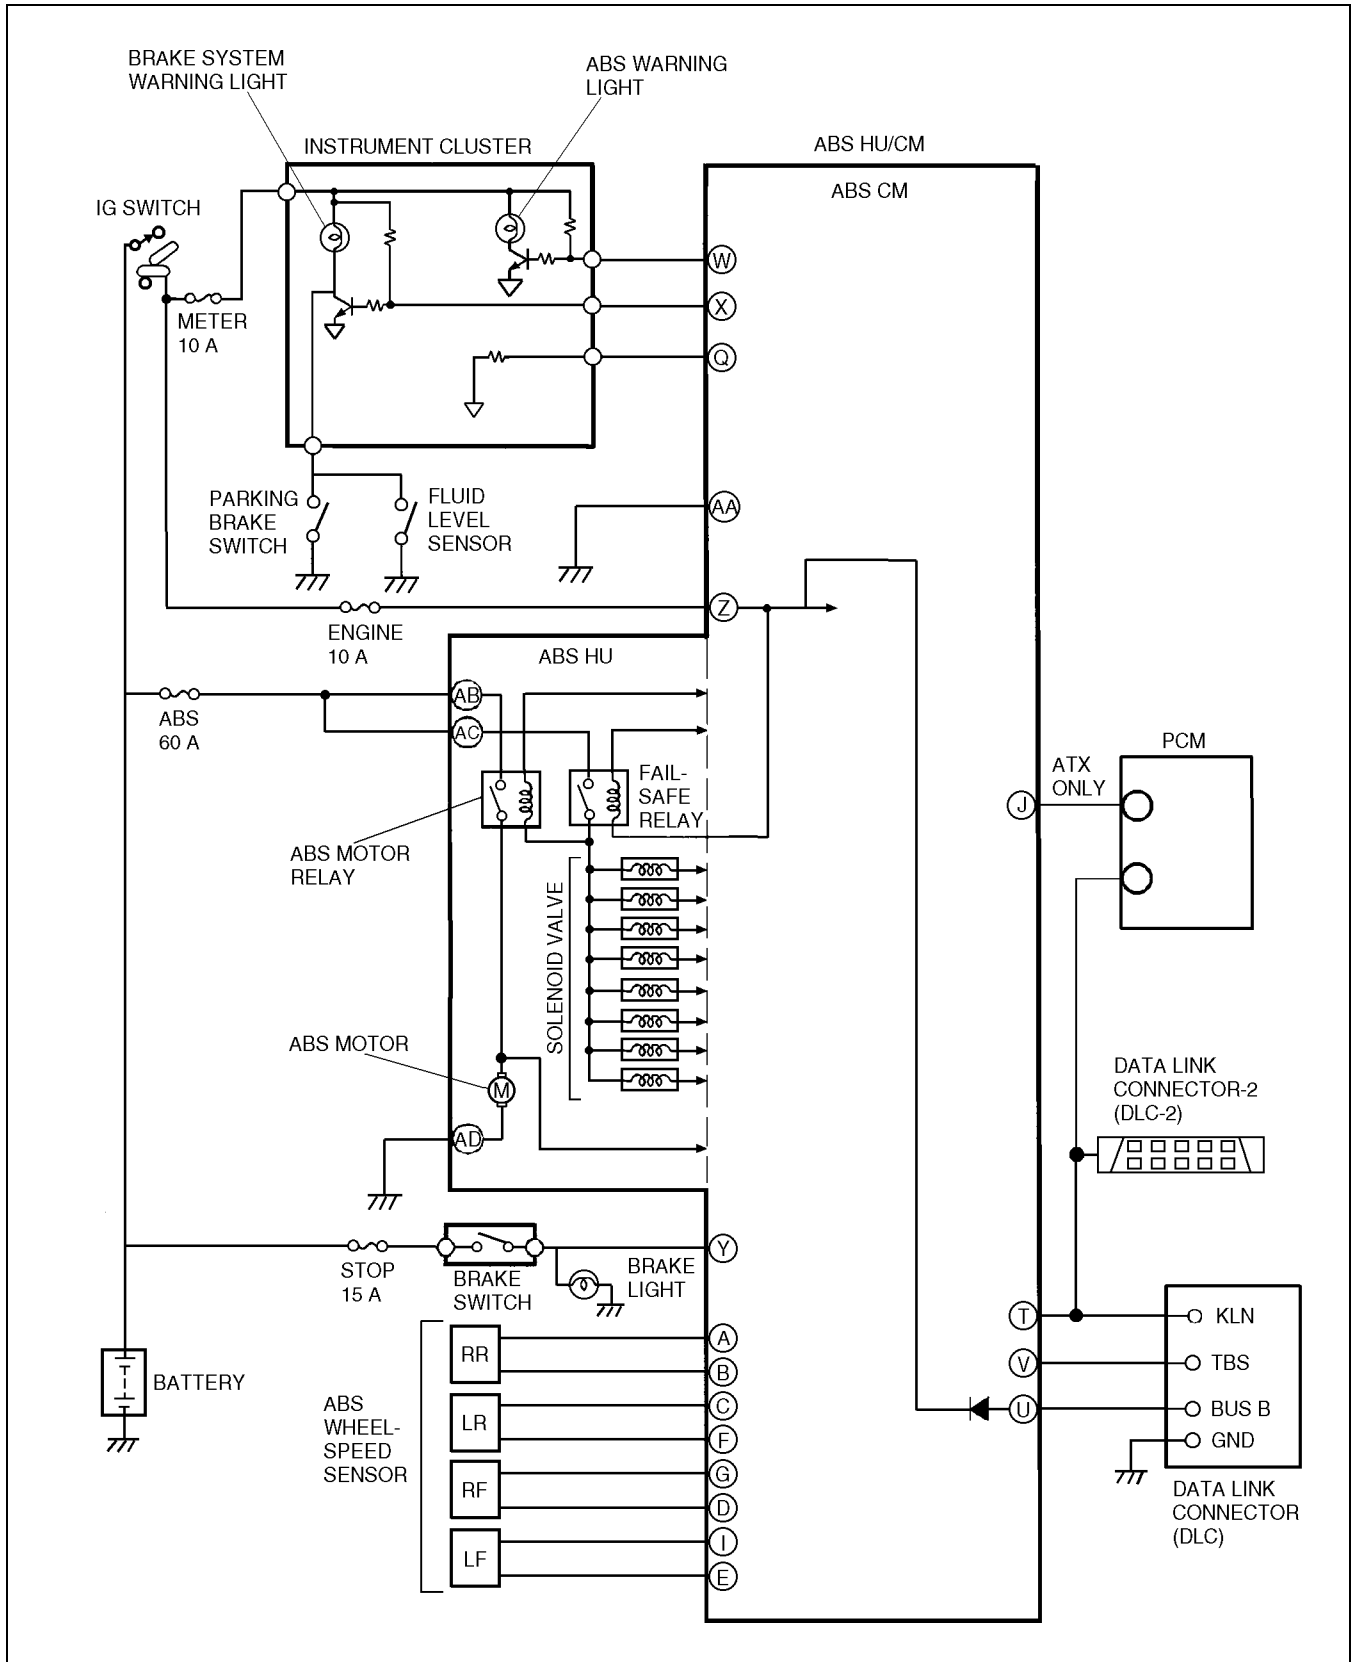 BRAKE SYSTEM
WARNING LIGHT
ABS WARNING
LIGHT
INSTRUMENT CLUSTER
ABS HU/CM
ABS CM
IG SWITCH
METER
10 A
W
X
Q
PARKING
BRAKE
SWITCH
FLUID
LEVEL
SENSOR
AA
Z
ENGINE
10 A
ABS HU
AB
AC
ABS
60 A
FAIL-
SAFE
RELAY
ABS MOTOR
RELAY
SOLENOID VALVE
ABS MOTOR
M
AD
PCM
ATX
ONLY
J
DATA LINK
CONNECTOR-2
(DLC-2)
STOP
15 A
BRAKE
SWITCH
BRAKE
LIGHT
Y
BATTERY
ABS
WHEEL-
SPEED
SENSOR
RR
LR
RF
LF
A
B
C
F
G
D
I
E
T
V
U
KLN
TBS
BUS B
GND
DATA LINK
CONNECTOR
(DLC)